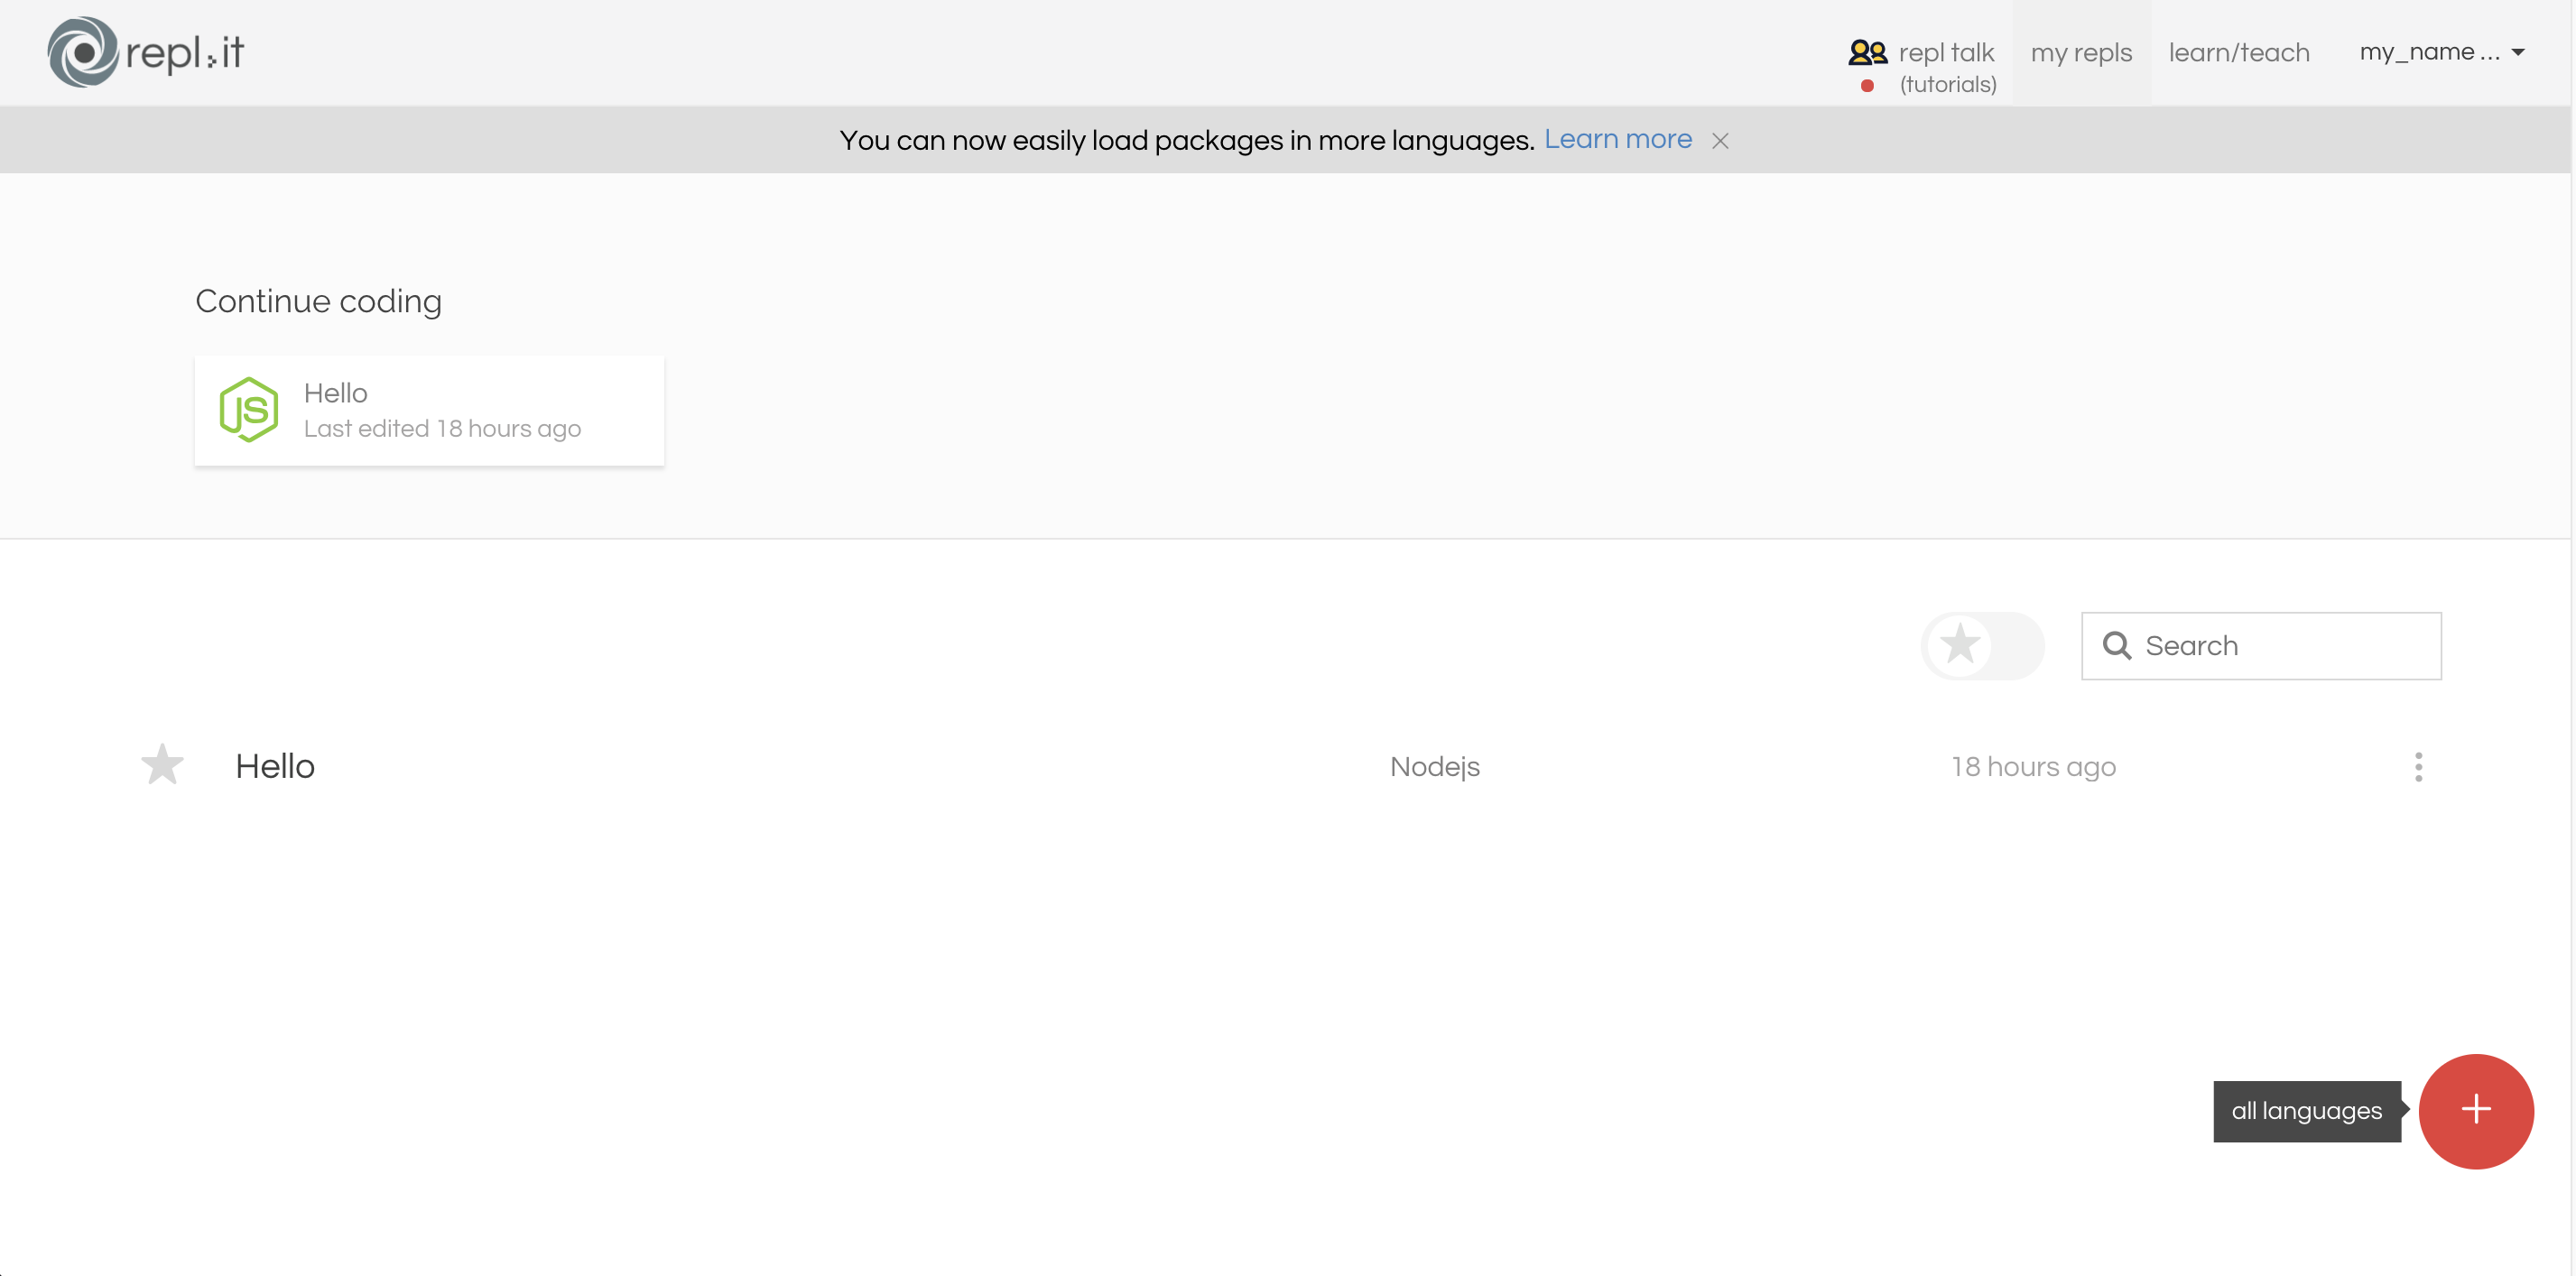 repl.it
repl talk
(tutorials)
my repls
learn/teach
my_name ...
You can now easily load packages in more languages. Learn more
Continue coding
JS
Hello
Last edited 18 hours ago
Search
Hello Nodejs 18 hours ago
all languages